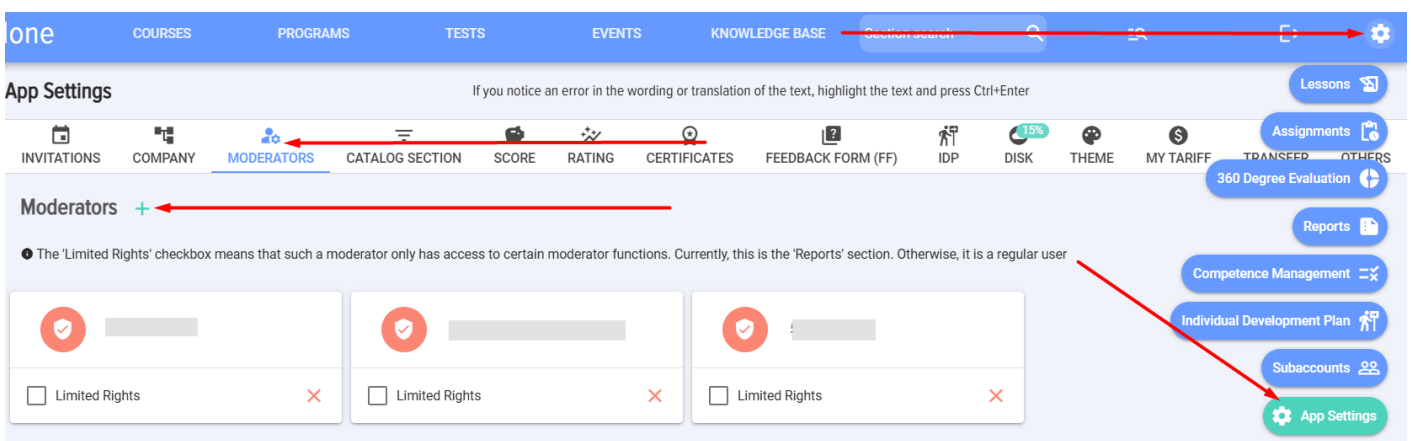 lone COURSES PROGRAMS TESTS EVENTS KNOWLEDGE BASE Section search
App Settings If you notice an error in the wording or translation of the text, highlight the text and press Ctrl+Enter
Lessons
15%
Assignments
INVITATIONS COMPANY MODERATORS CATALOG SECTION SCORE RATING CERTIFICATES FEEDBACK FORM (FF) IDP DISK THEME MY TARIFF TRANSFER OTHERS
360 Degree Evaluation
Moderators +
Reports
The 'Limited Rights' checkbox means that such a moderator only has access to certain moderator functions. Currently, this is the 'Reports' section. Otherwise, it is a regular user
Competence Management
Individual Development Plan
Subaccounts
Limited Rights Limited Rights Limited Rights
App Settings